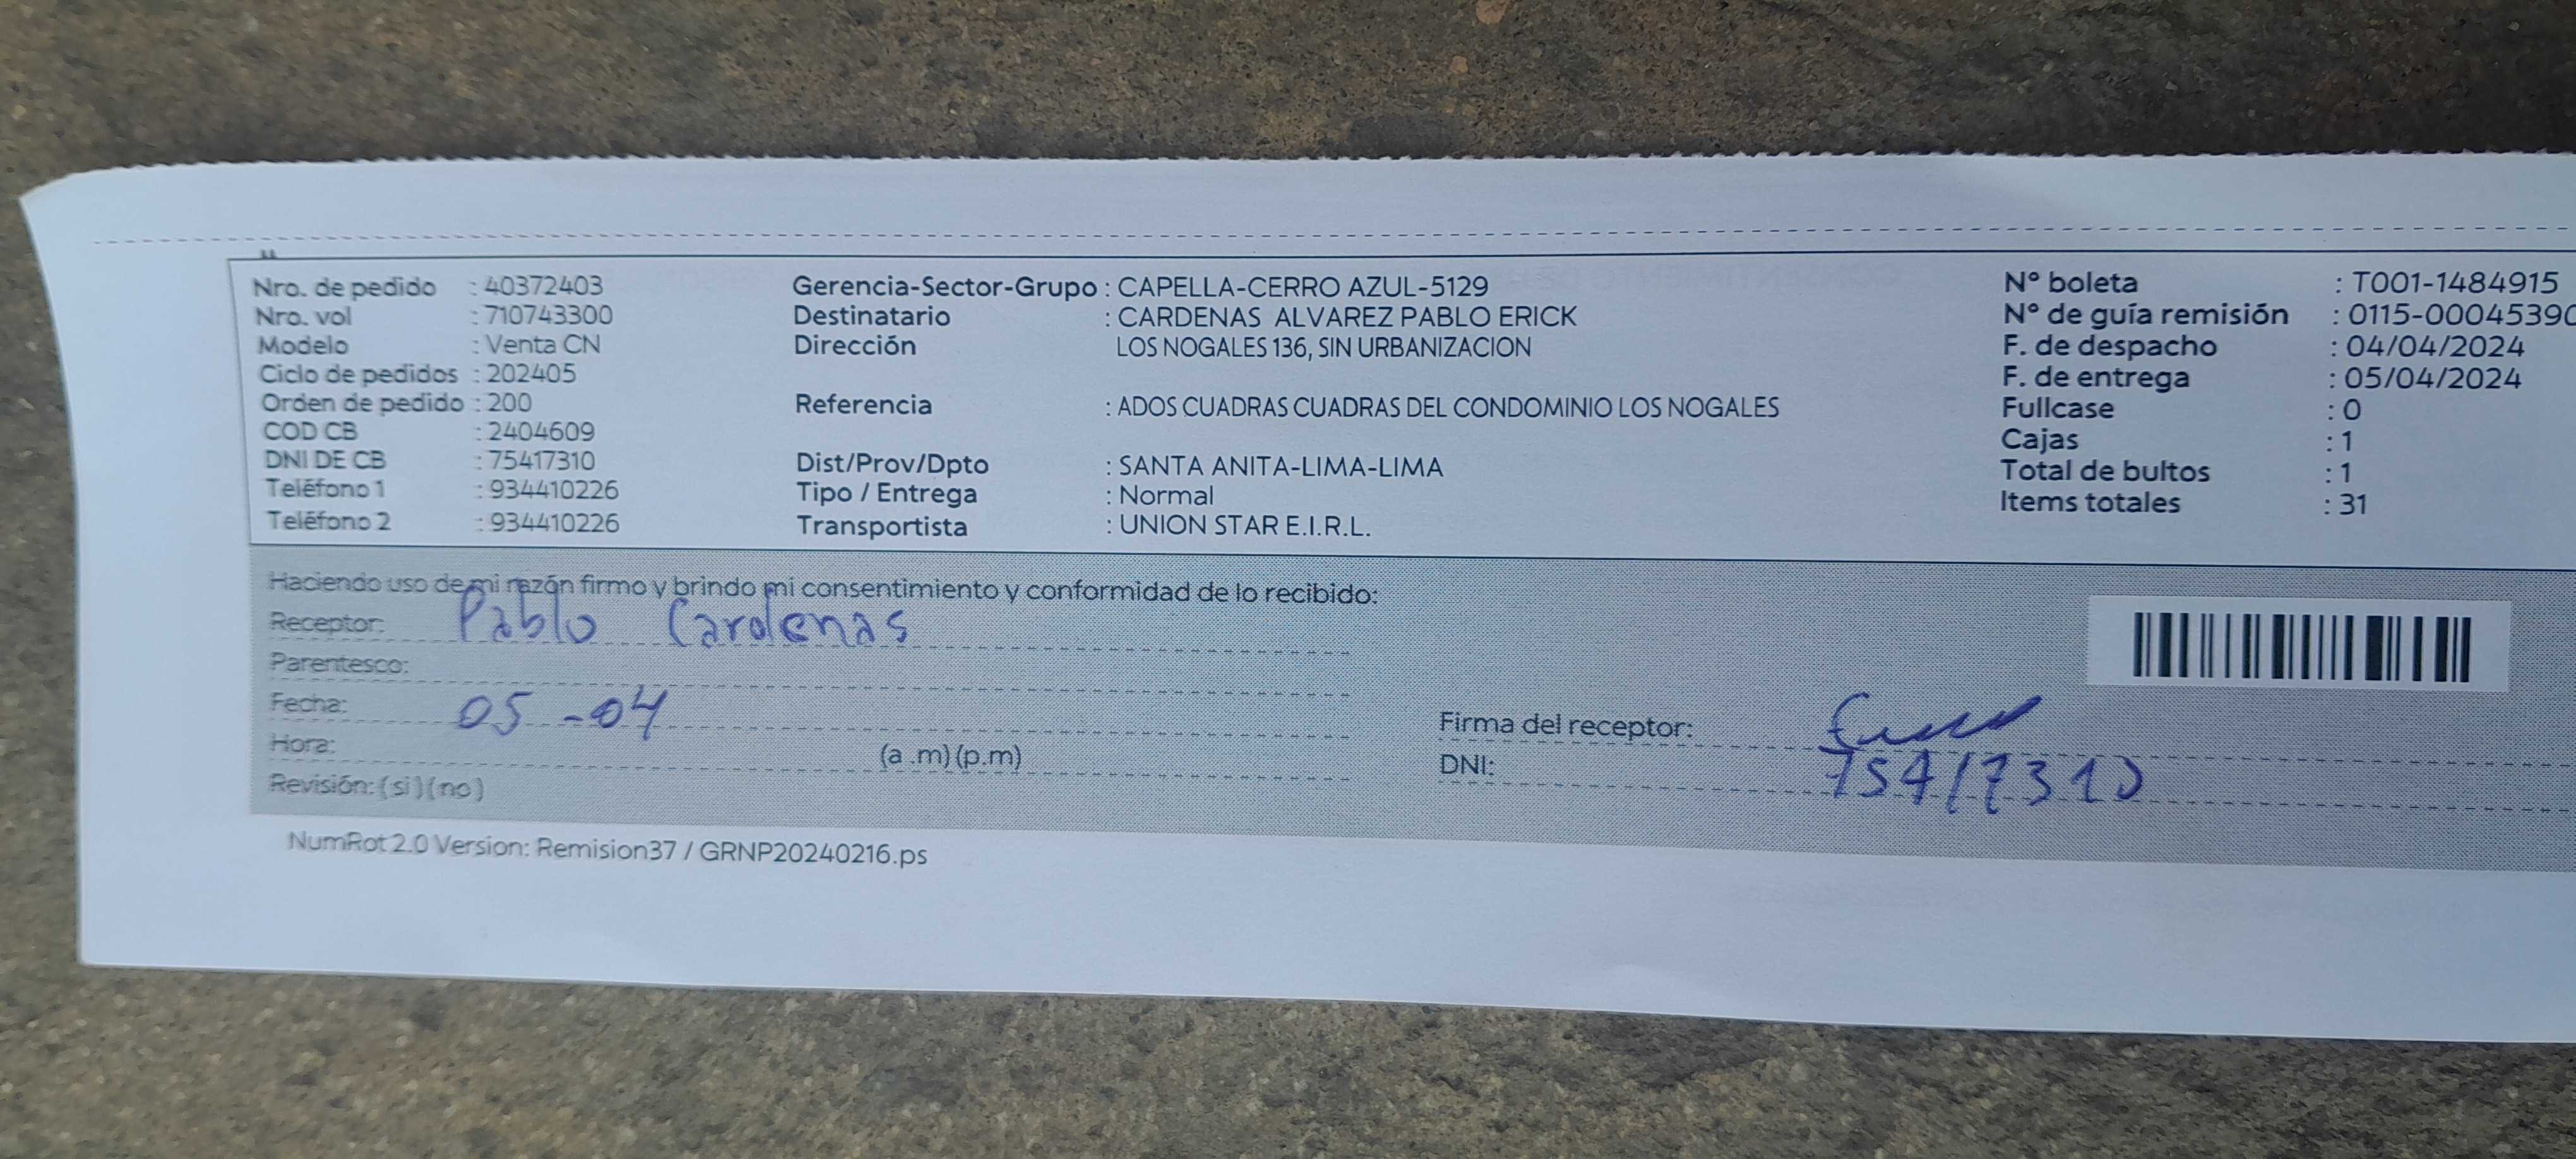 Nro. de pedido : 40372403
Nro. vol : 710743300
Modelo : Venta CN
Ciclo de pedidos : 202405
Orden de pedido : 200
COD CB : 2404609
DNI DE CB : 75417310
Teléfono 1 : 934410226
Teléfono 2 : 934410226
Gerencia-Sector-Grupo : CAPELLA-CERRO AZUL-5129
Destinatario : CARDENAS ALVAREZ PABLO ERICK
Dirección LOS NOGALES 136, SIN URBANIZACION
Referencia : ADOS CUADRAS CUADRAS DEL CONDOMINIO LOS NOGALES
Dist/Prov/Dpto : SANTA ANITA-LIMA-LIMA
Tipo / Entrega : Normal
Transportista : UNION STAR E.I.R.L.
Nº boleta : T001-1484915
Nº de guía remisión : 0115-00045390
F. de despacho : 04/04/2024
F. de entrega : 05/04/2024
Fullcase : 0
Cajas : 1
Total de bultos : 1
Items totales : 31
Haciendo uso de mi razón firmo y brindo mi consentimiento y conformidad de lo recibido:
Receptor: Pablo Cardenas
Parentesco:
Fecha: 05-04
Hora: (a .m) (p.m)
Revisión: (si) (no)
Firma del receptor:
DNI: 75417310
NumRot 2.0 Version: Remision37 / GRNP20240216.ps